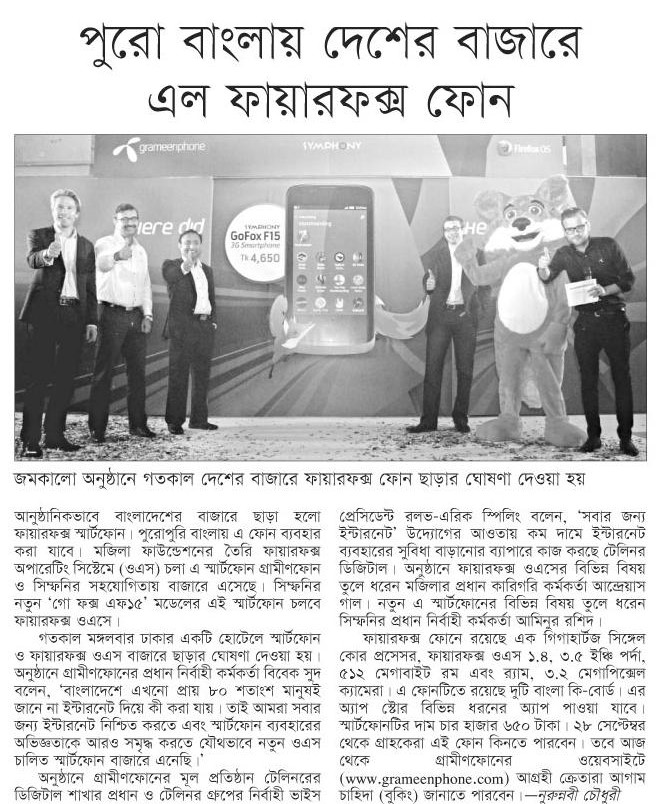 পুরো বাংলায় দেশের বাজারে
এল ফায়ারফক্স ফোন
grameenphone
SYMPHONY
Firefox OS
SYMPHONY
GoFox F15
3G Smartphone
Tk 4,650
জমকালো অনুষ্ঠানে গতকাল দেশের বাজারে ফায়ারফক্স ফোন ছাড়ার ঘোষণা দেওয়া হয়
আনুষ্ঠানিকভাবে বাংলাদেশের বাজারে ছাড়া হলো
ফায়ারফক্স স্মার্টফোন। পুরোপুরি বাংলায় এ ফোন ব্যবহার
করা যাবে। মজিলা ফাউন্ডেশনের তৈরি ফায়ারফক্স
অপারেটিং সিস্টেমে (ওএস) চলা এ স্মার্টফোন গ্রামীণফোন
ও সিম্ফনির সহযোগিতায় বাজারে এসেছে। সিম্ফনির
নতুন ‘গো ফক্স এফ১৫’ মডেলের এই স্মার্টফোন চলবে
ফায়ারফক্স ওএসে।
গতকাল মঙ্গলবার ঢাকার একটি হোটেলে স্মার্টফোন
ও ফায়ারফক্স ওএস বাজারে ছাড়ার ঘোষণা দেওয়া হয়।
অনুষ্ঠানে গ্রামীণফোনের প্রধান নির্বাহী কর্মকর্তা বিবেক সুদ
বলেন, ‘বাংলাদেশে এখনো প্রায় ৮০ শতাংশ মানুষই
জানে না ইন্টারনেট দিয়ে কী করা যায়। তাই আমরা সবার
জন্য ইন্টারনেট নিশ্চিত করতে এবং স্মার্টফোন ব্যবহারের
অভিজ্ঞতাকে আরও সমৃদ্ধ করতে যৌথভাবে নতুন ওএস
চালিত স্মার্টফোন বাজারে এনেছি।’
অনুষ্ঠানে গ্রামীণফোনের মূল প্রতিষ্ঠান টেলিনরের
ডিজিটাল শাখার প্রধান ও টেলিনর গ্রুপের নির্বাহী ভাইস
প্রেসিডেন্ট রলভ-এরিক স্পিলিং বলেন, ‘সবার জন্য
ইন্টারনেট’ উদ্যোগের আওতায় কম দামে ইন্টারনেট
ব্যবহারের সুবিধা বাড়ানোর ব্যাপারে কাজ করছে টেলিনর
ডিজিটাল। অনুষ্ঠানে ফায়ারফক্স ওএসের বিভিন্ন বিষয়
তুলে ধরেন মজিলার প্রধান কারিগরি কর্মকর্তা আন্দ্রেয়াস
গাল। নতুন এ স্মার্টফোনের বিভিন্ন বিষয় তুলে ধরেন
সিম্ফনির প্রধান নির্বাহী কর্মকর্তা আমিনুর রশিদ।
ফায়ারফক্স ফোনে রয়েছে এক গিগাহার্টজ সিঙ্গেল
কোর প্রসেসর, ফায়ারফক্স ওএস ১.৪, ৩.৫ ইঞ্চি পর্দা,
৫১২ মেগাবাইট রম এবং র‍্যাম, ৩.২ মেগাপিক্সেল
ক্যামেরা। এ ফোনটিতে রয়েছে দুটি বাংলা কি-বোর্ড। এর
অ্যাপ স্টোর বিভিন্ন ধরনের অ্যাপ পাওয়া যাবে।
স্মার্টফোনটির দাম চার হাজার ৬৫০ টাকা। ২৮ সেপ্টেম্বর
থেকে গ্রাহকেরা এই ফোন কিনতে পারবেন। তবে আজ
থেকে গ্রামীণফোনের ওয়েবসাইটে
(www.grameenphone.com) আগ্রহী ক্রেতারা আগাম
চাহিদা (বুকিং) জানাতে পারবেন।—নুরুন্নবী চৌধুরী